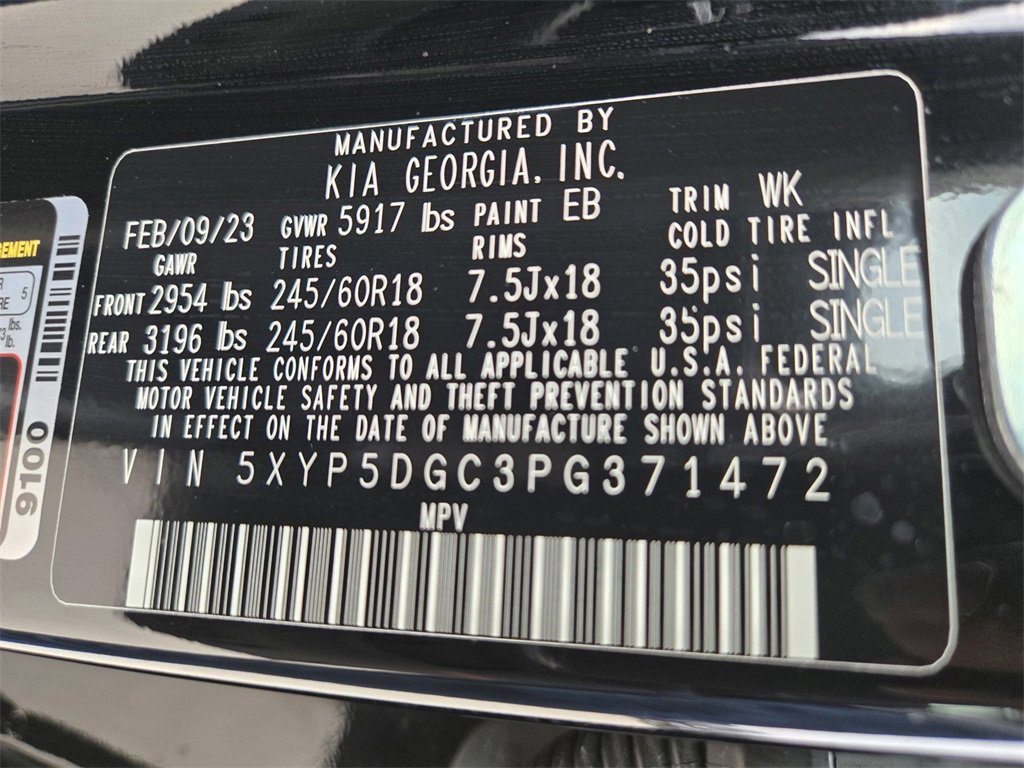 MANUFACTURED BY
KIA GEORGIA, INC.
FEB/09/23 GVWR 5917 lbs PAINT EB TRIM WK
GAWR TIRES RIMS COLD TIRE INFL
FRONT 2954 lbs 245/60R18 7.5Jx18 35psi SINGLE
REAR 3196 lbs 245/60R18 7.5Jx18 35psi SINGLE
THIS VEHICLE CONFORMS TO ALL APPLICABLE U.S.A. FEDERAL
MOTOR VEHICLE SAFETY AND THEFT PREVENTION STANDARDS
IN EFFECT ON THE DATE OF MANUFACTURE SHOWN ABOVE
VIN 5XYP5DGC3PG371472
MPV
5
lbs.
lb.
9100